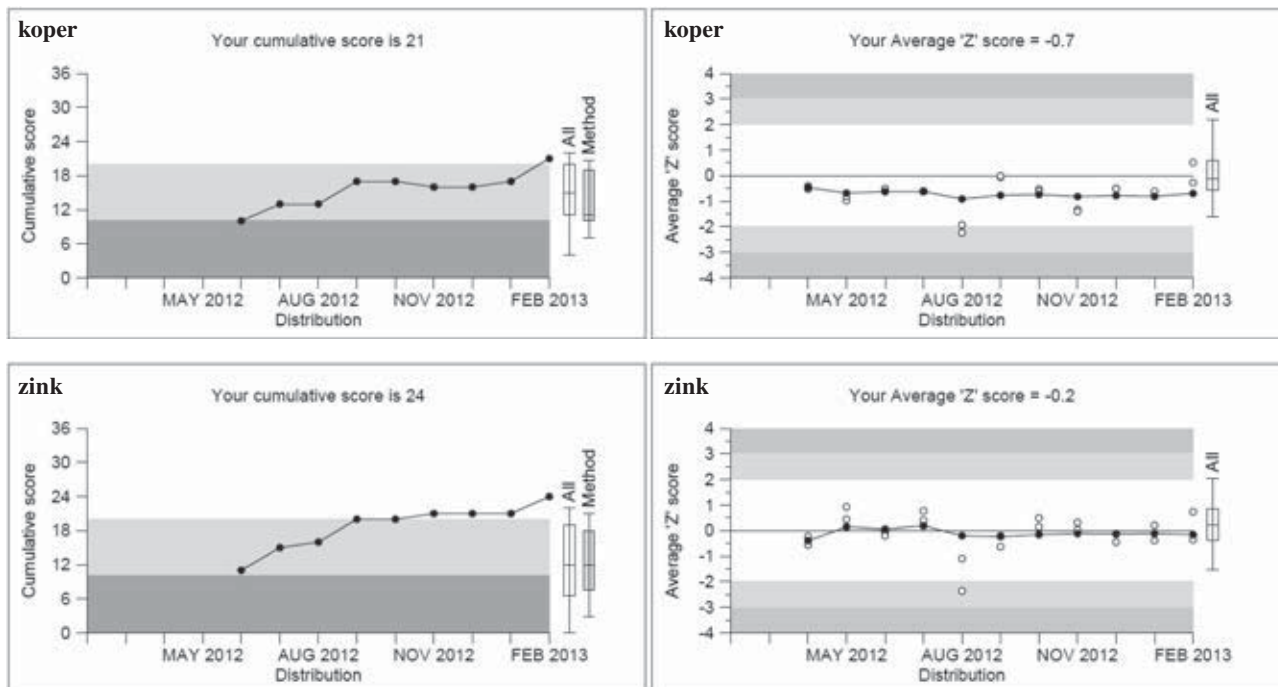 koper
Your cumulative score is 21
Cumulative score
36
30
24
18
12
6
0
All
Method
MAY 2012 AUG 2012 NOV 2012 FEB 2013
Distribution
koper
Your Average 'Z' score = -0.7
Average 'Z' score
4
3
2
1
0
-1
-2
-3
-4
All
MAY 2012 AUG 2012 NOV 2012 FEB 2013
Distribution
zink
Your cumulative score is 24
Cumulative score
36
30
24
18
12
6
0
All
Method
MAY 2012 AUG 2012 NOV 2012 FEB 2013
Distribution
zink
Your Average 'Z' score = -0.2
Average 'Z' score
4
3
2
1
0
-1
-2
-3
-4
All
MAY 2012 AUG 2012 NOV 2012 FEB 2013
Distribution